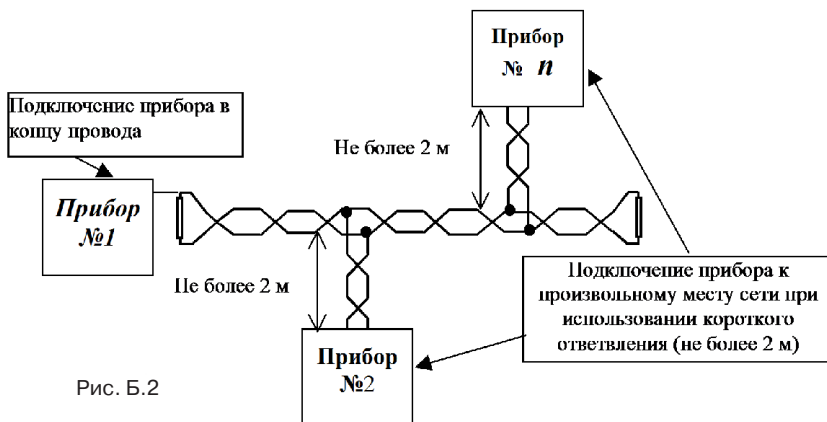 Прибор
№ n
Подключение прибора в
концу провода
Не более 2 м
Прибор
№1
Не более 2 м
Подключение прибора к
произвольному месту сети при
использовании короткого
ответвления (не более 2 м)
Прибор
№2
Рис. Б.2